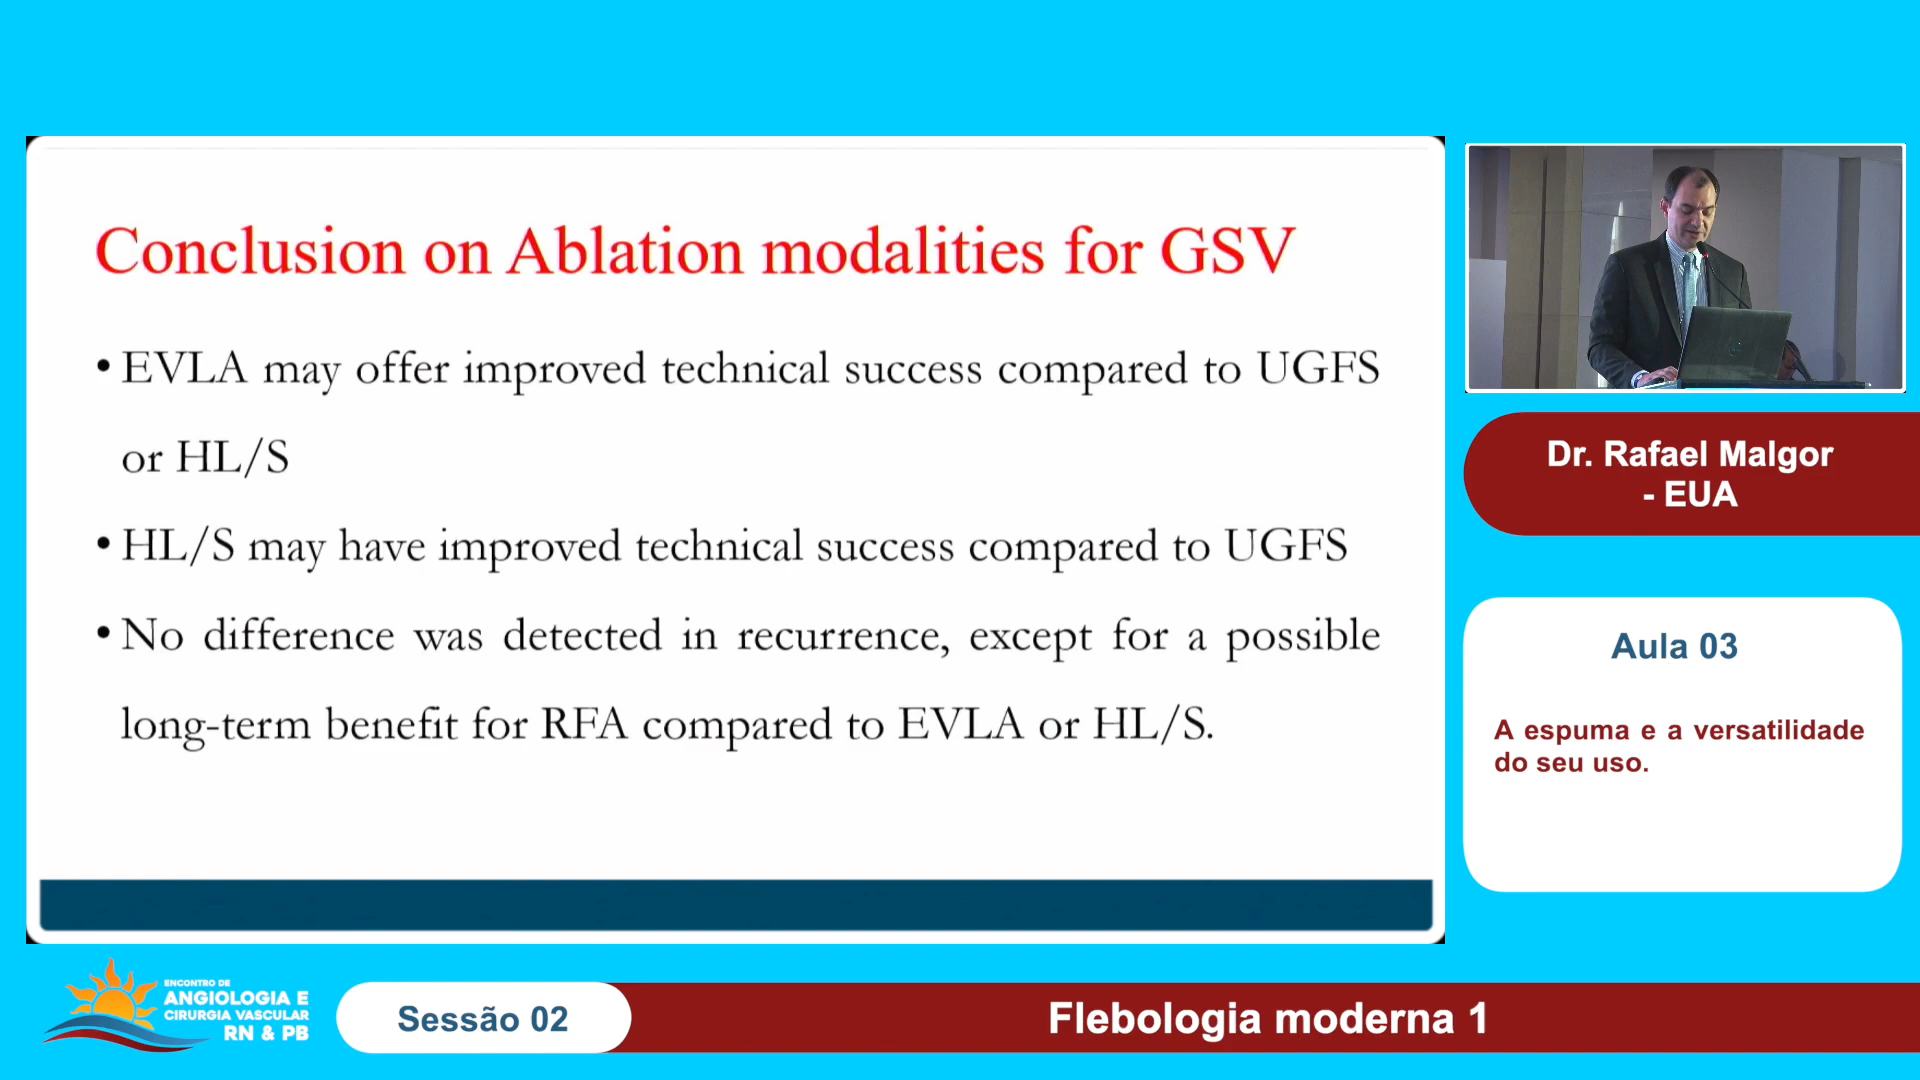 Conclusion on Ablation modalities for GSV
• EVLA may offer improved technical success compared to UGFS
or HL/S
• HL/S may have improved technical success compared to UGFS
• No difference was detected in recurrence, except for a possible
long-term benefit for RFA compared to EVLA or HL/S.
Dr. Rafael Malgor
- EUA
Aula 03
A espuma e a versatilidade
do seu uso.
ENCONTRO DE
ANGIOLOGIA E
CIRURGIA VASCULAR
RN & PB
Sessão 02
Flebologia moderna 1